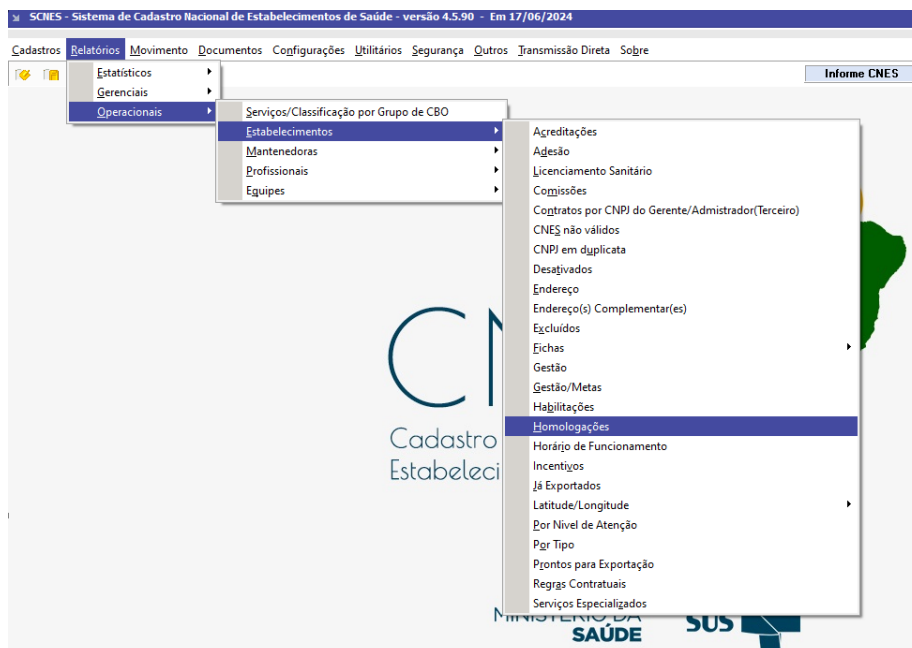 SCNES - Sistema de Cadastro Nacional de Estabelecimentos de Saúde - versão 4.5.90 - Em 17/06/2024
Cadastros Relatórios Movimento Documentos Configurações Utilitários Segurança Outros Transmissão Direta Sobre
Informe CNES
Estatísticos
Gerenciais
Operacionais
Serviços/Classificação por Grupo de CBO
Estabelecimentos
Mantenedoras
Profissionais
Equipes
Acreditações
Adesão
Licenciamento Sanitário
Comissões
Contratos por CNPJ do Gerente/Admistrador(Terceiro)
CNES não válidos
CNPJ em duplicata
Desativados
Endereço
Endereço(s) Complementar(es)
Excluídos
Fichas
Gestão
Gestão/Metas
Habilitações
Homologações
Horário de Funcionamento
Incentivos
Já Exportados
Latitude/Longitude
Por Nivel de Atenção
Por Tipo
Prontos para Exportação
Regras Contratuais
Serviços Especializados
Cadastro
MINISTÉRIO DA
SAÚDE
SUS